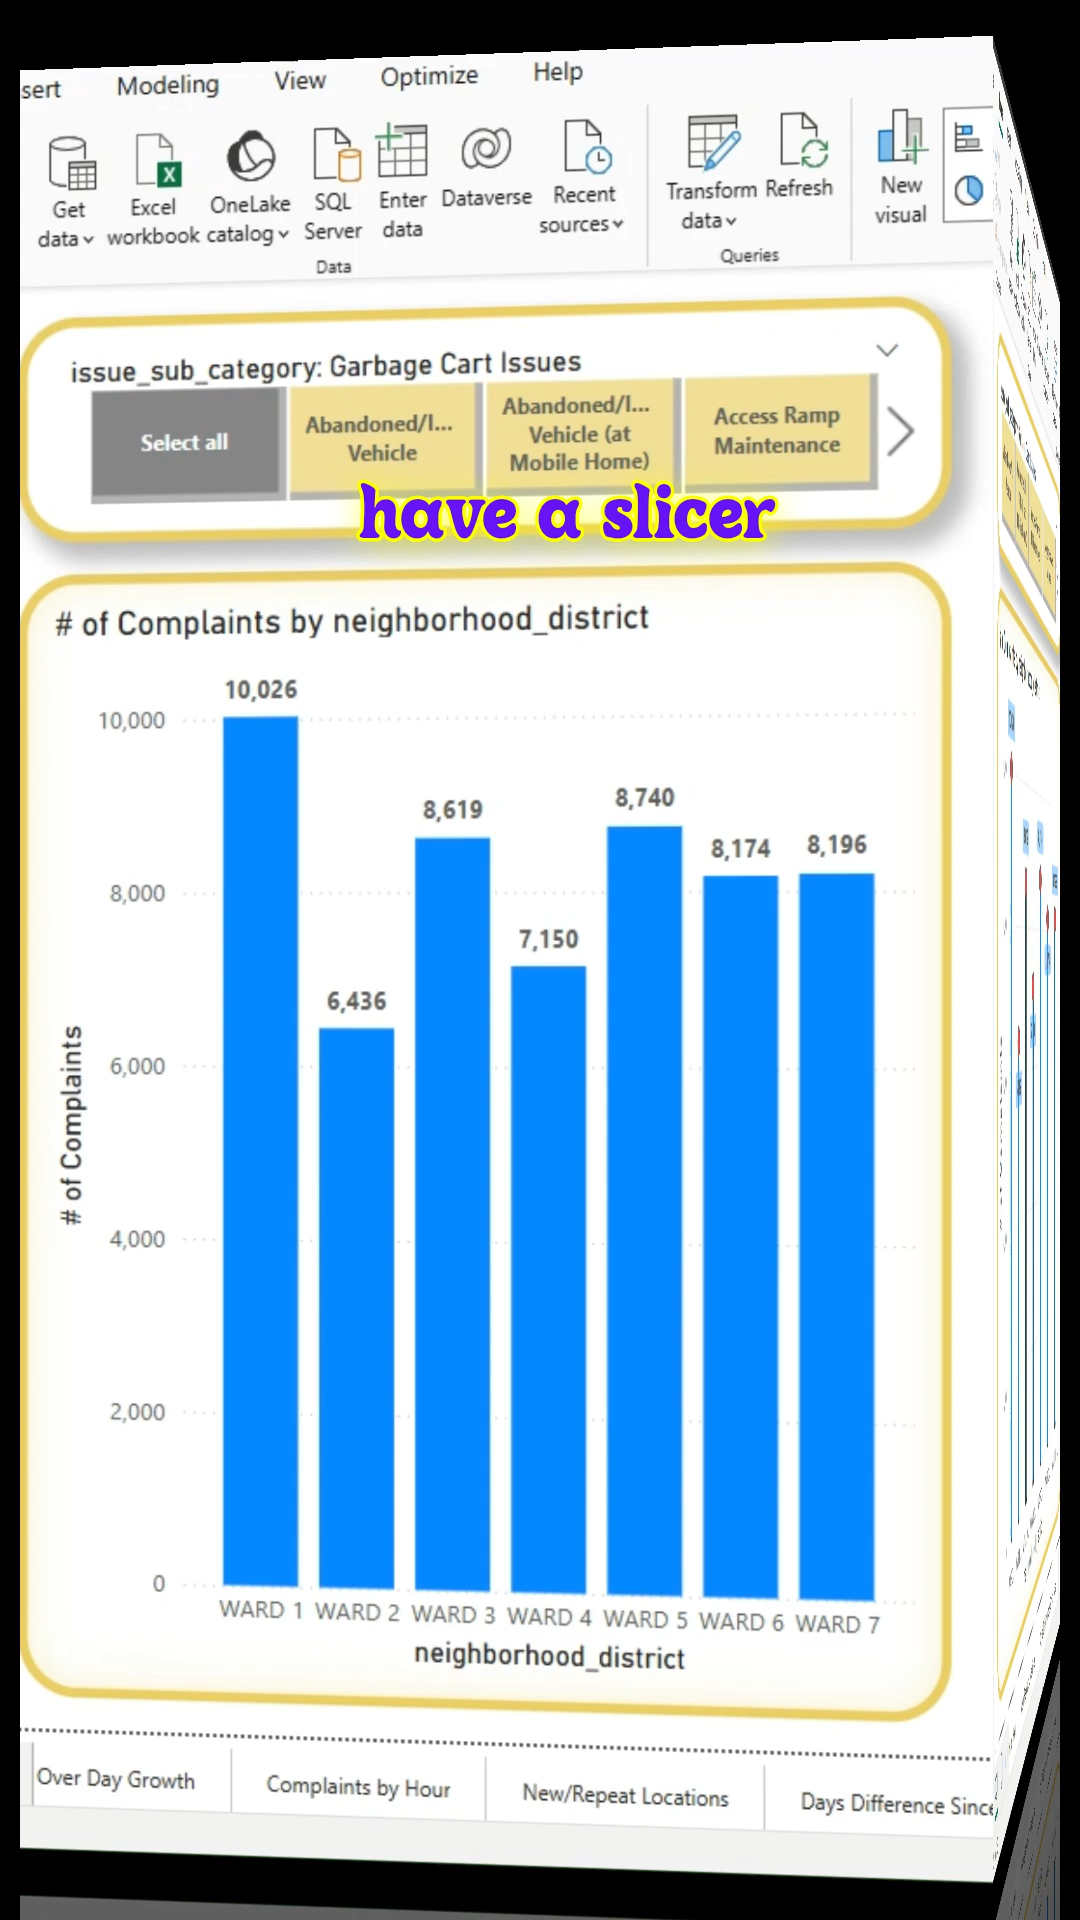 sert Modeling View Optimize Help
Get data
Excel workbook
OneLake catalog
SQL Server
Enter data
Dataverse
Recent sources
Transform data
Refresh
New visual
Data
Queries
issue_sub_category: Garbage Cart Issues
Select all
Abandoned/I... Vehicle
Abandoned/I... Vehicle (at Mobile Home)
Access Ramp Maintenance
have a slicer
# of Complaints by neighborhood_district
10,026
10,000
8,619
8,740
8,174
8,196
8,000
7,150
6,436
6,000
4,000
2,000
0
# of Complaints
WARD 1 WARD 2 WARD 3 WARD 4 WARD 5 WARD 6 WARD 7
neighborhood_district
Over Day Growth
Complaints by Hour
New/Repeat Locations
Days Difference Since